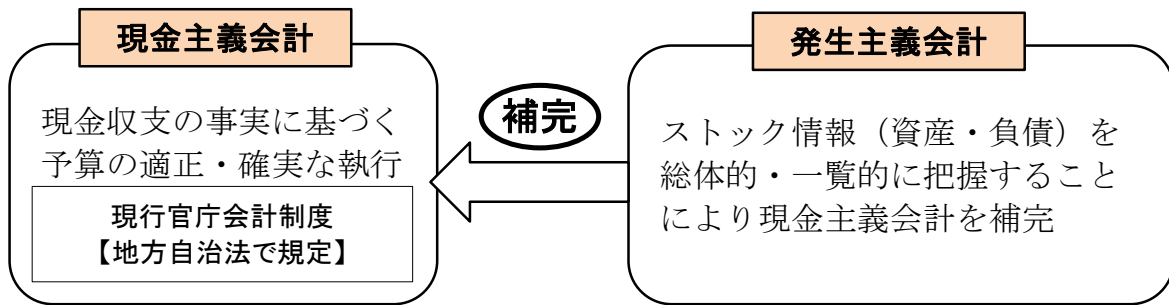 現金主義会計
現金収支の事実に基づく
予算の適正・確実な執行
現行官庁会計制度
【地方自治法で規定】
補完
発生主義会計
ストック情報（資産・負債）を
総体的・一覧的に把握すること
により現金主義会計を補完